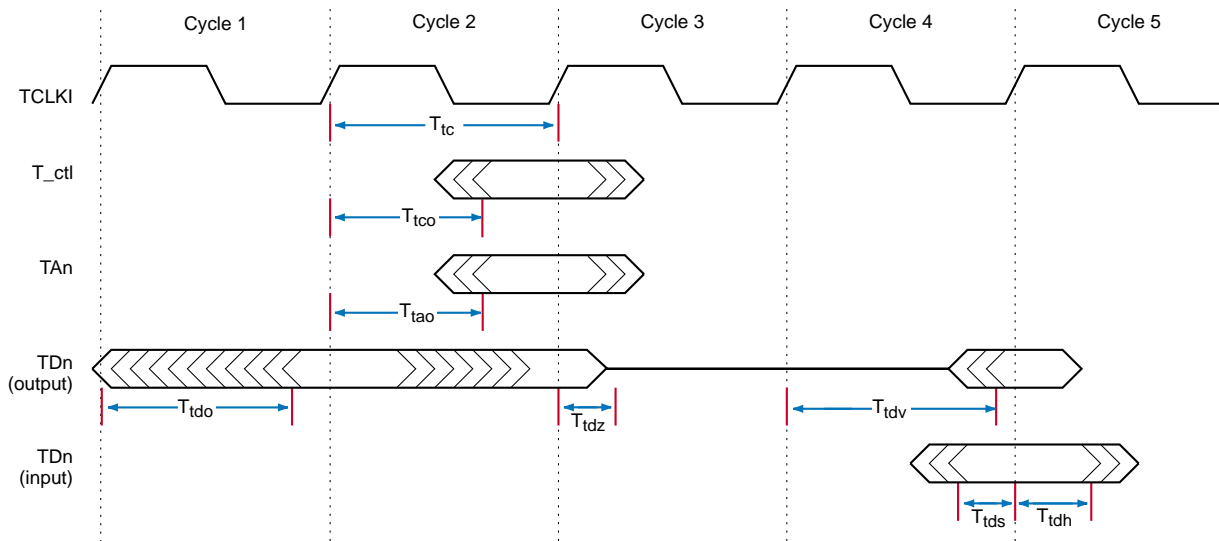 Cycle 1 Cycle 2 Cycle 3 Cycle 4 Cycle 5
TCLKI
Ttc
T_ctl
Ttco
TAn
Ttao
TDn
(output)
Ttdo Ttdz Ttdv
TDn
(input)
Ttds Ttdh